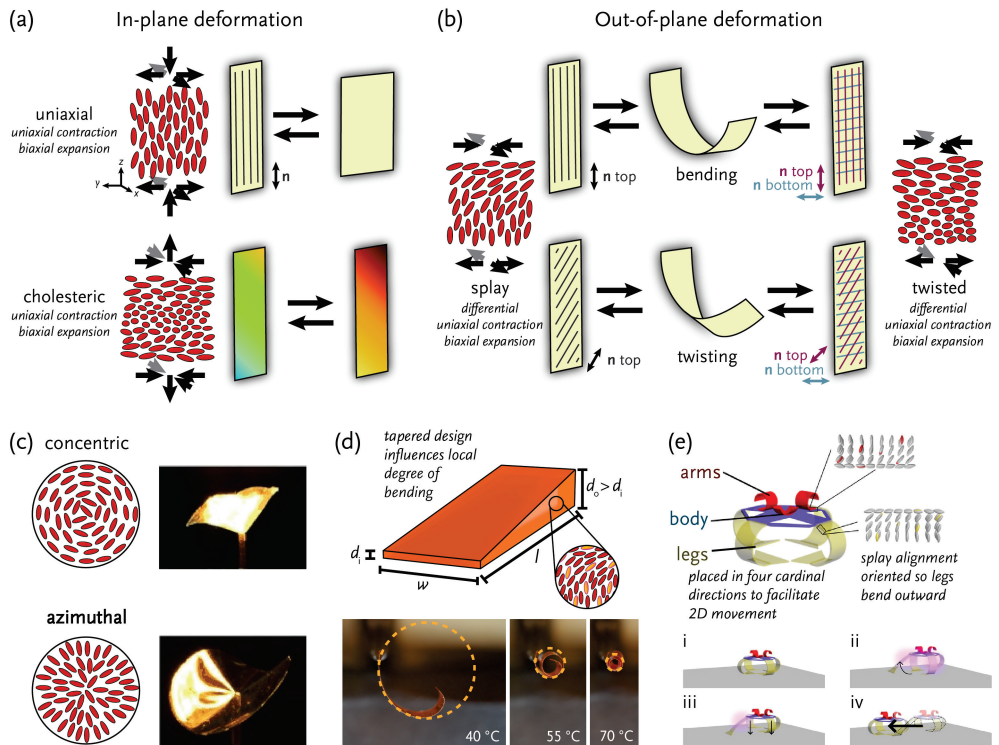 (a)
In-plane deformation
uniaxial
uniaxial contraction
biaxial expansion
z
y
x
n
cholesteric
uniaxial contraction
biaxial expansion
(b)
Out-of-plane deformation
n top
bending
n top
n bottom
splay
differential
uniaxial contraction
biaxial expansion
n top
twisting
n top
n bottom
twisted
differential
uniaxial contraction
biaxial expansion
(c)
concentric
azimuthal
(d)
tapered design
influences local
degree of
bending
dₒ > dᵢ
dᵢ
w
l
40 °C
55 °C
70 °C
(e)
arms
body
legs
placed in four cardinal
directions to facilitate
2D movement
splay alignment
oriented so legs
bend outward
i
ii
iii
iv